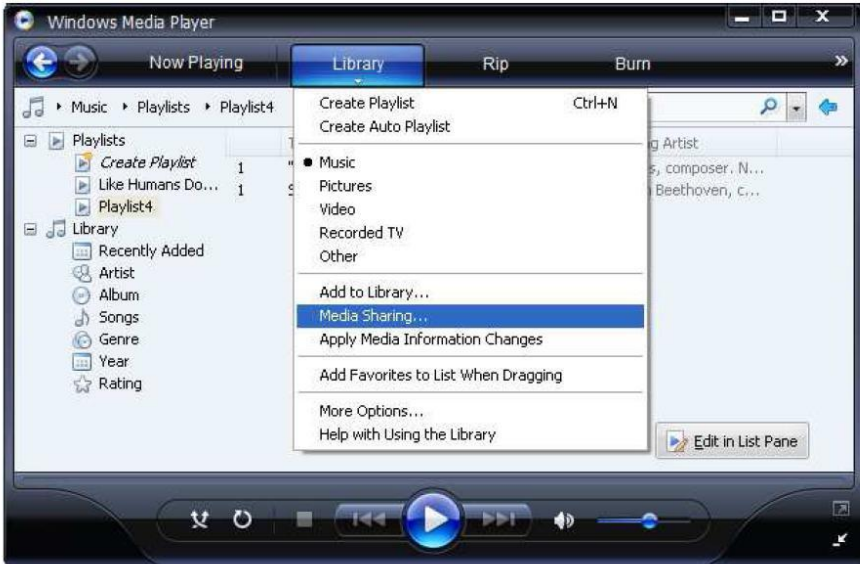 Windows Media Player
Now Playing Library Rip Burn »
Music ▸ Playlists ▸ Playlist4
Playlists
Create Playlist
Like Humans Do...
Playlist4
Library
Recently Added
Artist
Album
Songs
Genre
Year
Rating
1
1
Create Playlist Ctrl+N
Create Auto Playlist
Music
Pictures
Video
Recorded TV
Other
Add to Library...
Media Sharing...
Apply Media Information Changes
Add Favorites to List When Dragging
More Options...
Help with Using the Library
Artist
composer. N...
Beethoven, c...
Edit in List Pane